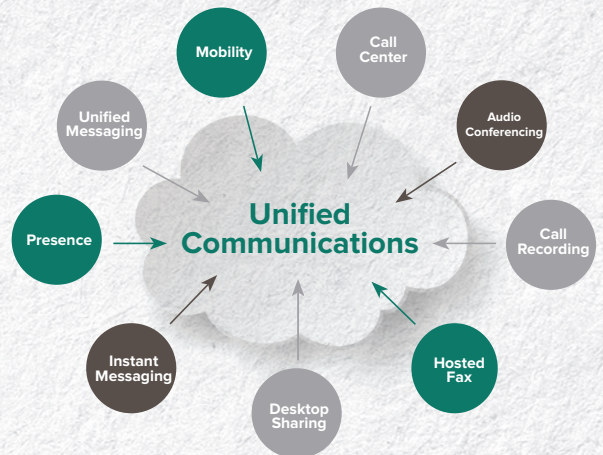 Mobility
Call
Center
Unified
Messaging
Audio
Conferencing
Unified
Communications
Presence
Call
Recording
Instant
Messaging
Hosted
Fax
Desktop
Sharing